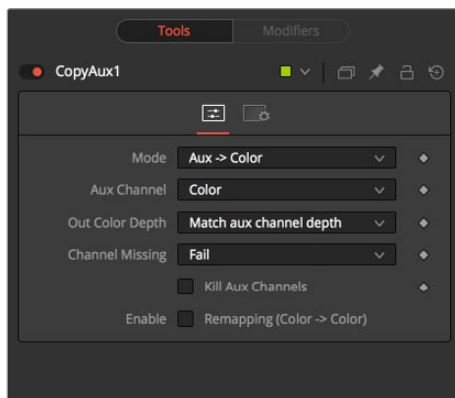 Tools Modifiers
CopyAux1
Mode Aux -> Color
Aux Channel Color
Out Color Depth Match aux channel depth
Channel Missing Fail
Kill Aux Channels
Enable Remapping (Color -> Color)